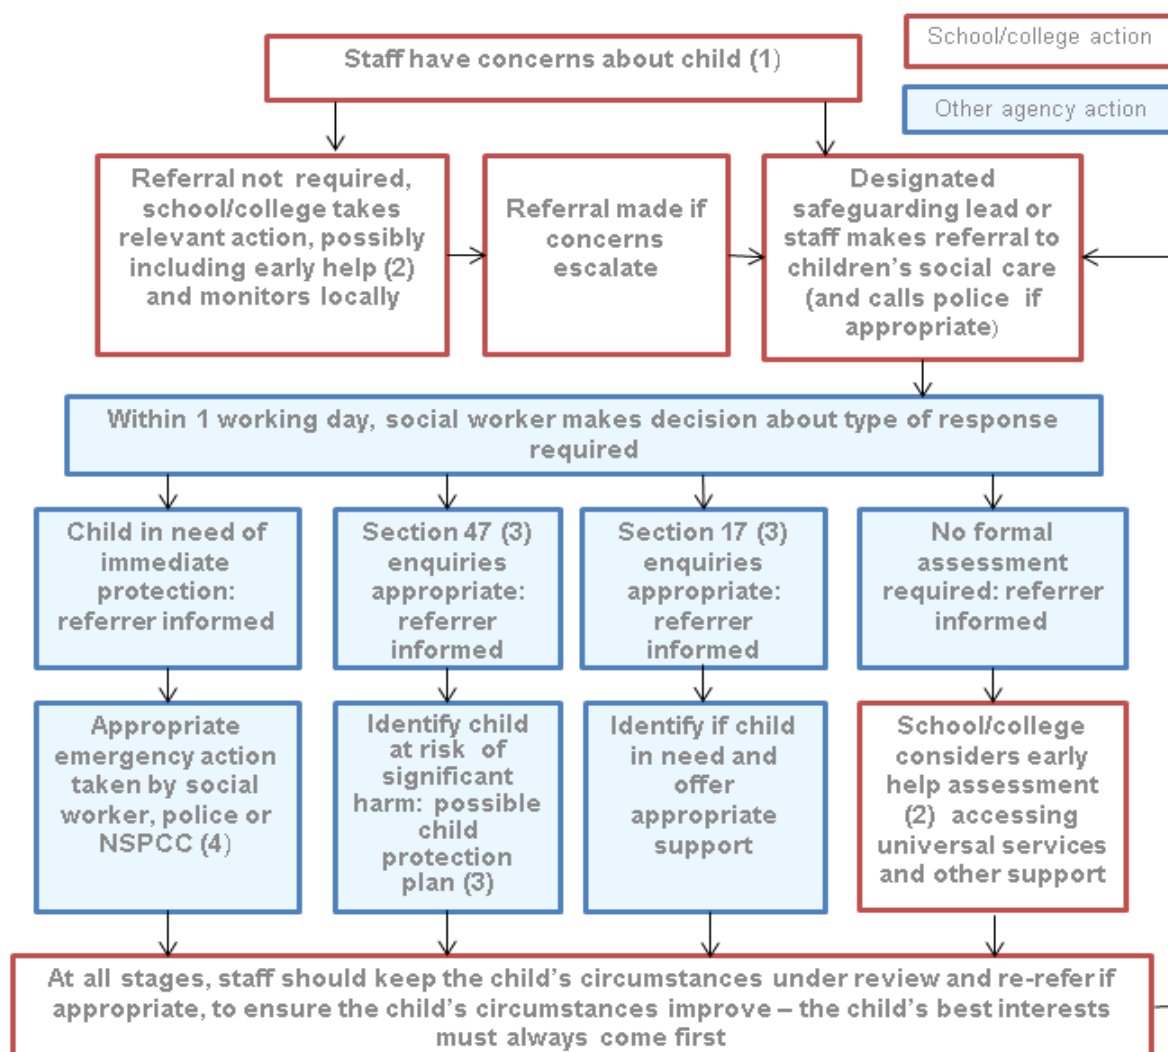 School/college action
Staff have concerns about child (1)
Other agency action
Referral not required,
school/college takes
relevant action, possibly
including early help (2)
and monitors locally
Referral made if
concerns
escalate
Designated
safeguarding lead or
staff makes referral to
children's social care
(and calls police if
appropriate)
Within 1 working day, social worker makes decision about type of response
required
Child in need of
immediate
protection:
referrer informed
Section 47 (3)
enquiries
appropriate:
referrer
informed
Section 17 (3)
enquiries
appropriate:
referrer
informed
No formal
assessment
required: referrer
informed
Appropriate
emergency action
taken by social
worker, police or
NSPCC (4)
Identify child
at risk of
significant
harm: possible
child
protection
plan (3)
Identify if child
in need and
offer
appropriate
support
School/college
considers early
help assessment
(2) accessing
universal services
and other support
At all stages, staff should keep the child's circumstances under review and re-refer if
appropriate, to ensure the child's circumstances improve – the child's best interests
must always come first